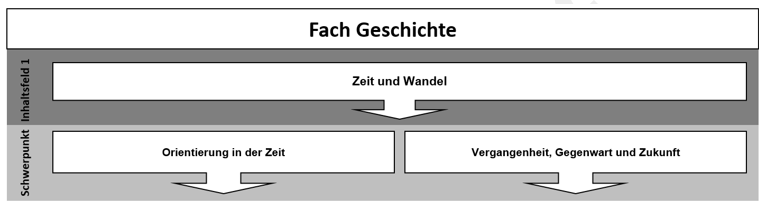 Fach Geschichte
Inhaltsfeld 1
Zeit und Wandel
Schwerpunkt
Orientierung in der Zeit
Vergangenheit, Gegenwart und Zukunft